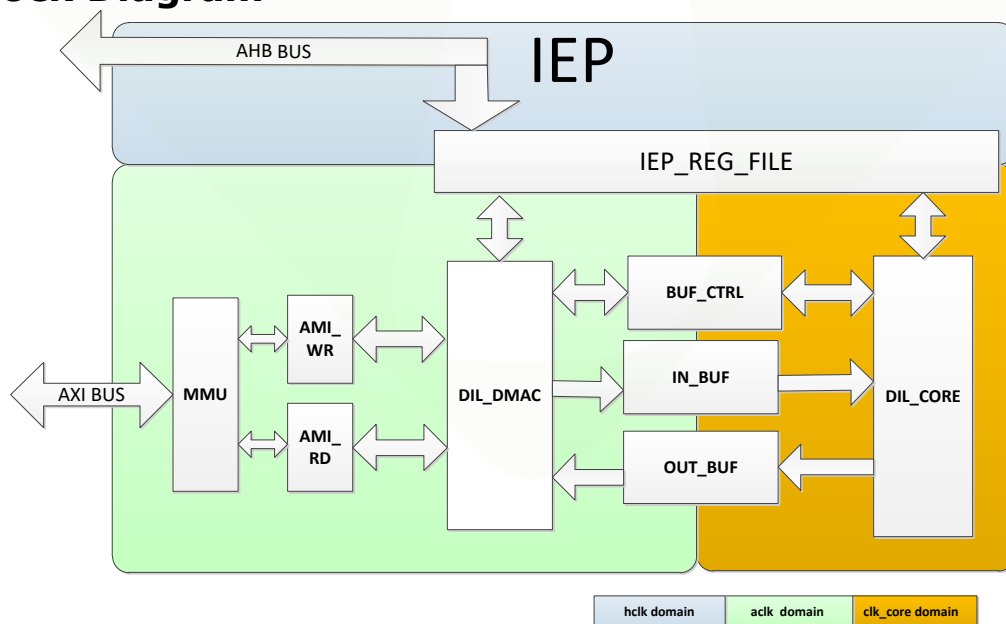 Diagram
AHB BUS
IEP
IEP_REG_FILE
BUF_CTRL
AMI_
WR
IN_BUF
AXI BUS
MMU
DIL_DMAC
DIL_CORE
AMI_
RD
OUT_BUF
hclk domain
aclk domain
clk_core domain